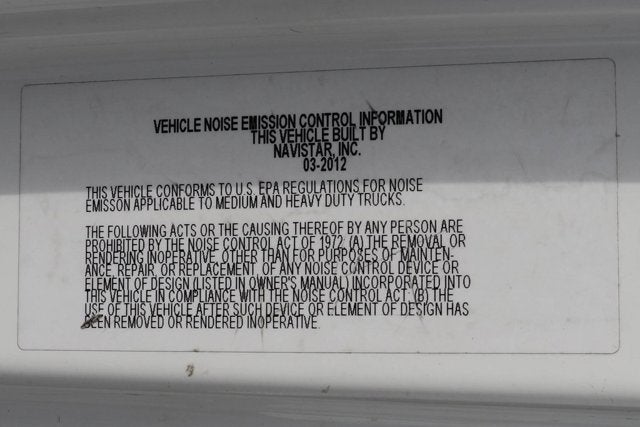 VEHICLE NOISE EMISSION CONTROL INFORMATION
THIS VEHICLE BUILT BY
NAVISTAR, INC.
03-2012
THIS VEHICLE CONFORMS TO U.S. EPA REGULATIONS FOR NOISE
EMISSON APPLICABLE TO MEDIUM AND HEAVY DUTY TRUCKS.
THE FOLLOWING ACTS OR THE CAUSING THEREOF BY ANY PERSON ARE
PROHIBITED BY THE NOISE CONTROL ACT OF 1972. (A) THE REMOVAL OR
RENDERING INOPERATIVE, OTHER THAN FOR PURPOSES OF MAINTEN-
ANCE, REPAIR, OR REPLACEMENT, OF ANY NOISE CONTROL DEVICE OR
ELEMENT OF DESIGN (LISTED IN OWNER'S MANUAL) INCORPORATED INTO
THIS VEHICLE IN COMPLIANCE WITH THE NOISE CONTROL ACT. (B) THE
USE OF THIS VEHICLE AFTER SUCH DEVICE OR ELEMENT OF DESIGN HAS
BEEN REMOVED OR RENDERED INOPERATIVE.